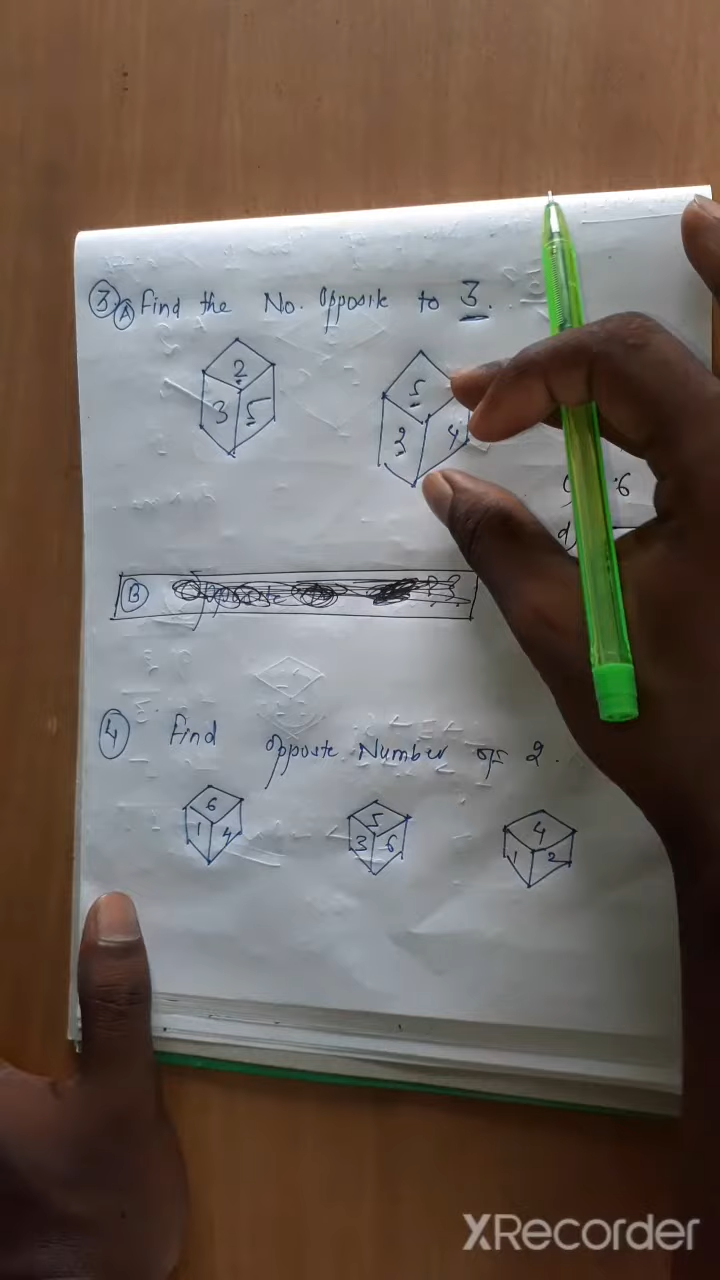 3 A Find the No. Opposite to 3.
2
3 5
5
3 4
6
d)
B
4 Find opposite Number of 2.
6
1 4
5
3 6
4
1 2
XRecorder